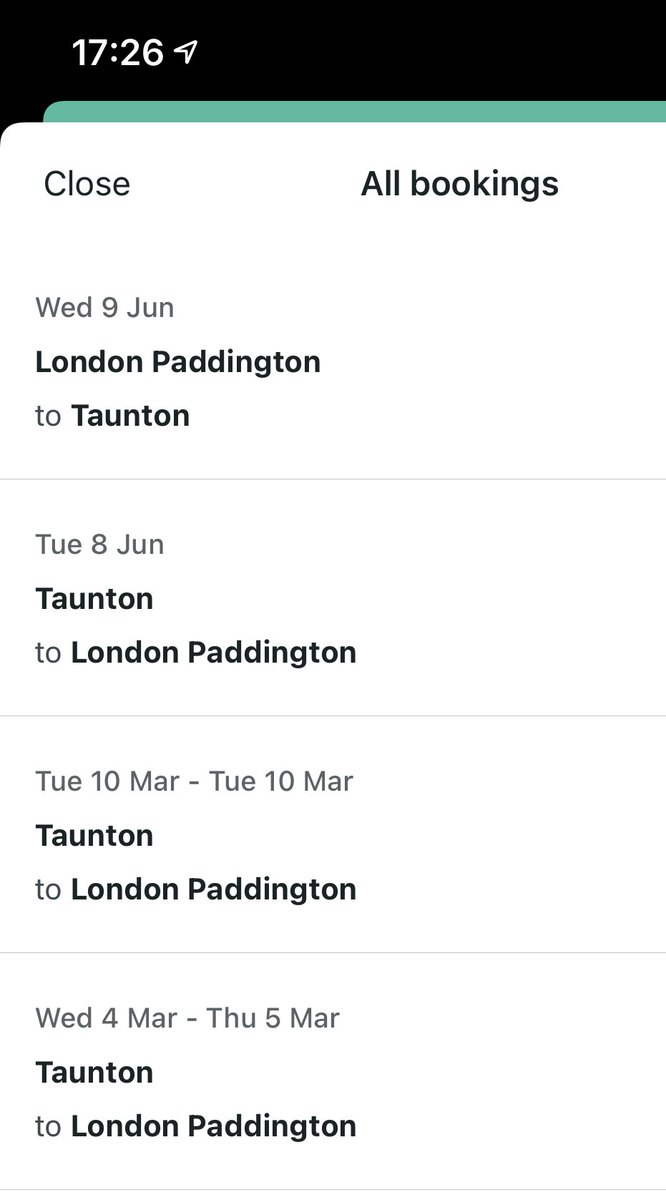 17:26
Close All bookings
Wed 9 Jun
London Paddington
to Taunton
Tue 8 Jun
Taunton
to London Paddington
Tue 10 Mar - Tue 10 Mar
Taunton
to London Paddington
Wed 4 Mar - Thu 5 Mar
Taunton
to London Paddington